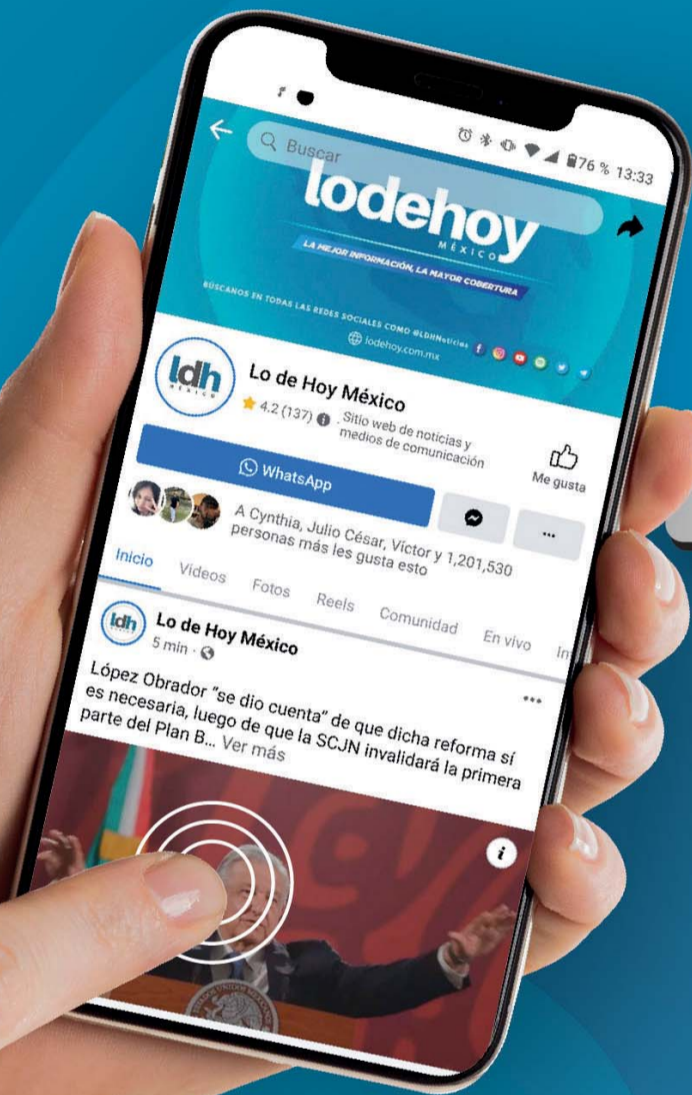 76 % 13:33
Buscar
lodehoy
MÉXICO
LA MEJOR INFORMACIÓN, LA MAYOR COBERTURA
BÚSCANOS EN TODAS LAS REDES SOCIALES COMO @LDHNoticias
lodehoy.com.mx
ldh
MÉXICO
Lo de Hoy México
4.2 (137) . Sitio web de noticias y
medios de comunicación
Me gusta
WhatsApp
A Cynthia, Julio César, Víctor y 1,201,530
personas más les gusta esto
Inicio Videos Fotos Reels Comunidad En vivo In
ldh
MÉXICO
Lo de Hoy México
5 min ·
López Obrador "se dio cuenta" de que dicha reforma sí
es necesaria, luego de que la SCJN invalidará la primera
parte del Plan B... Ver más